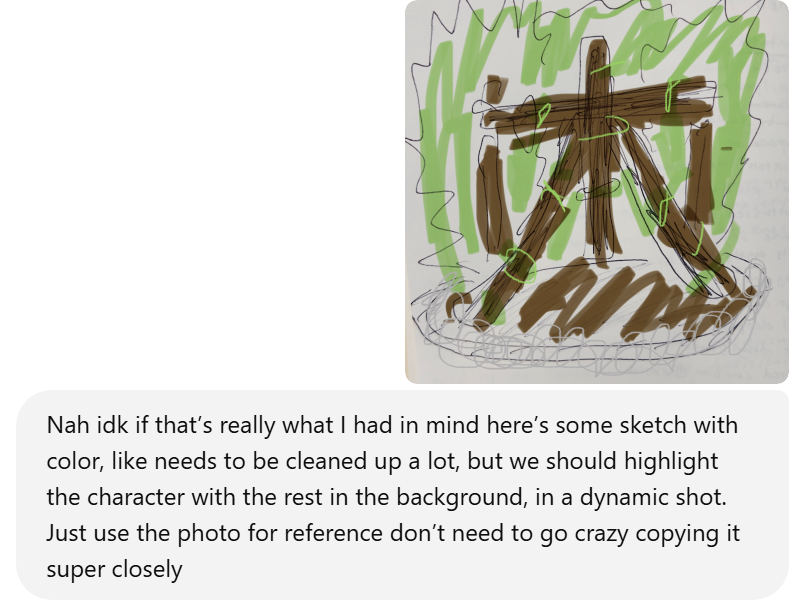 Nah idk if that’s really what I had in mind here’s some sketch with
color, like needs to be cleaned up a lot, but we should highlight
the character with the rest in the background, in a dynamic shot.
Just use the photo for reference don’t need to go crazy copying it
super closely